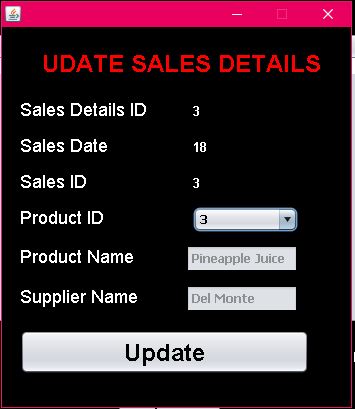 UDATE SALES DETAILS
Sales Details ID 3
Sales Date 18
Sales ID 3
Product ID 3
Product Name Pineapple Juice
Supplier Name Del Monte
Update